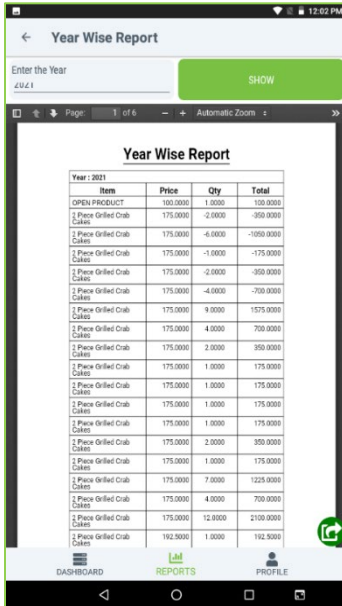 12:02 PM
Year Wise Report
Enter the Year
2021
SHOW
Page: 1 of 6 − + Automatic Zoom
Year Wise Report
Year : 2021
Item Price Qty Total
OPEN PRODUCT 100.0000 1.0000 100.0000
2 Piece Grilled Crab 175.0000 -2.0000 -350.0000
Cakes
2 Piece Grilled Crab 175.0000 -6.0000 -1050.0000
Cakes
2 Piece Grilled Crab 175.0000 -1.0000 -175.0000
Cakes
2 Piece Grilled Crab 175.0000 -2.0000 -350.0000
Cakes
2 Piece Grilled Crab 175.0000 -4.0000 -700.0000
Cakes
2 Piece Grilled Crab 175.0000 9.0000 1575.0000
Cakes
2 Piece Grilled Crab 175.0000 4.0000 700.0000
Cakes
2 Piece Grilled Crab 175.0000 2.0000 350.0000
Cakes
2 Piece Grilled Crab 175.0000 1.0000 175.0000
Cakes
2 Piece Grilled Crab 175.0000 1.0000 175.0000
Cakes
2 Piece Grilled Crab 175.0000 1.0000 175.0000
Cakes
2 Piece Grilled Crab 175.0000 1.0000 175.0000
Cakes
2 Piece Grilled Crab 175.0000 2.0000 350.0000
Cakes
2 Piece Grilled Crab 175.0000 1.0000 175.0000
Cakes
2 Piece Grilled Crab 175.0000 7.0000 1225.0000
Cakes
2 Piece Grilled Crab 175.0000 4.0000 700.0000
Cakes
2 Piece Grilled Crab 175.0000 12.0000 2100.0000
Cakes
2 Piece Grilled Crab 192.5000 1.0000 192.5000
Cakes
DASHBOARD REPORTS PROFILE